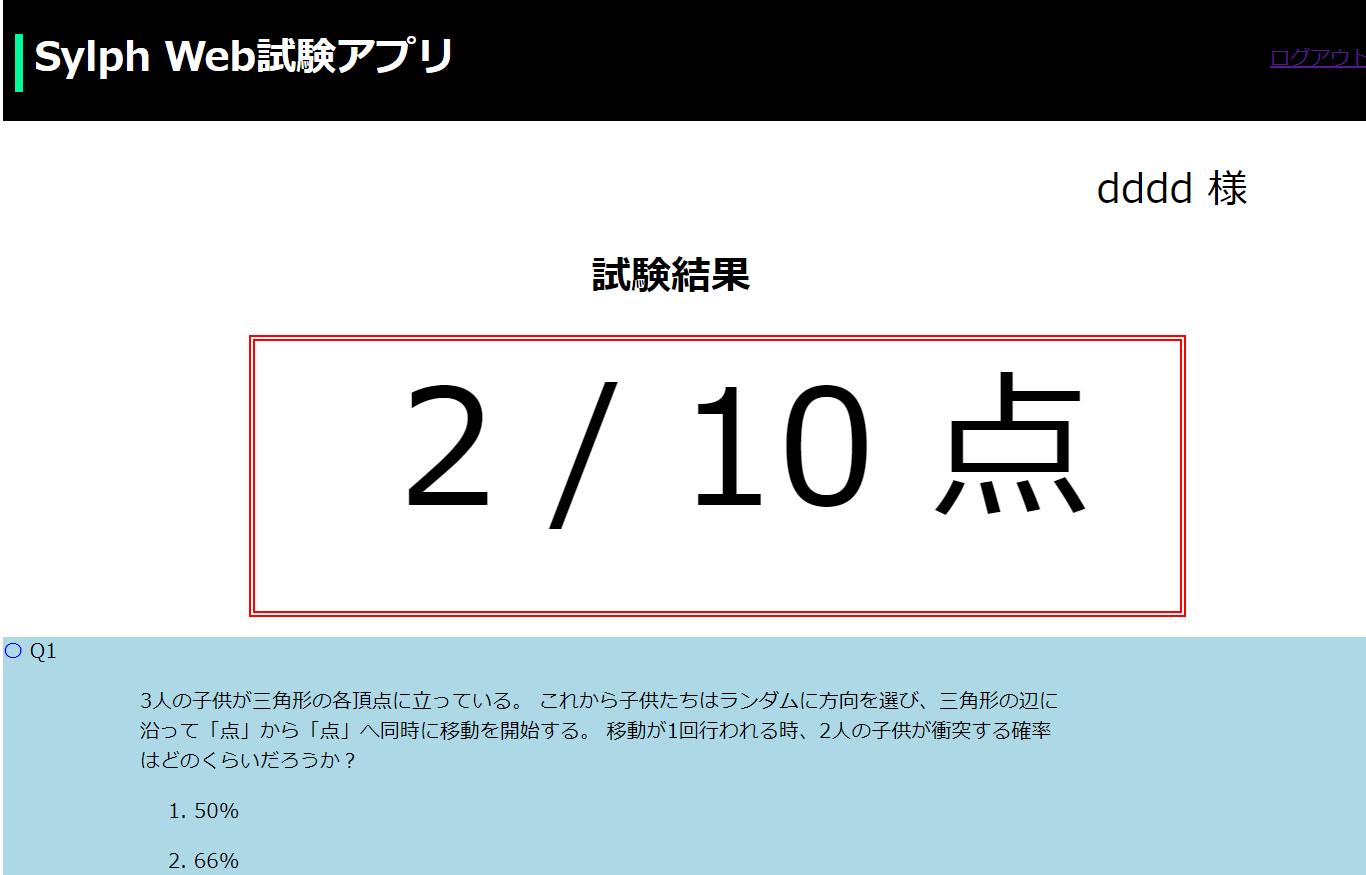 Sylph Web試験アプリ
ログアウト
dddd 様
試験結果
2 / 10 点
〇 Q1
3人の子供が三角形の各頂点に立っている。 これから子供たちはランダムに方向を選び、三角形の辺に
沿って「点」から「点」へ同時に移動を開始する。 移動が1回行われる時、2人の子供が衝突する確率
はどのくらいだろうか？
1. 50%
2. 66%